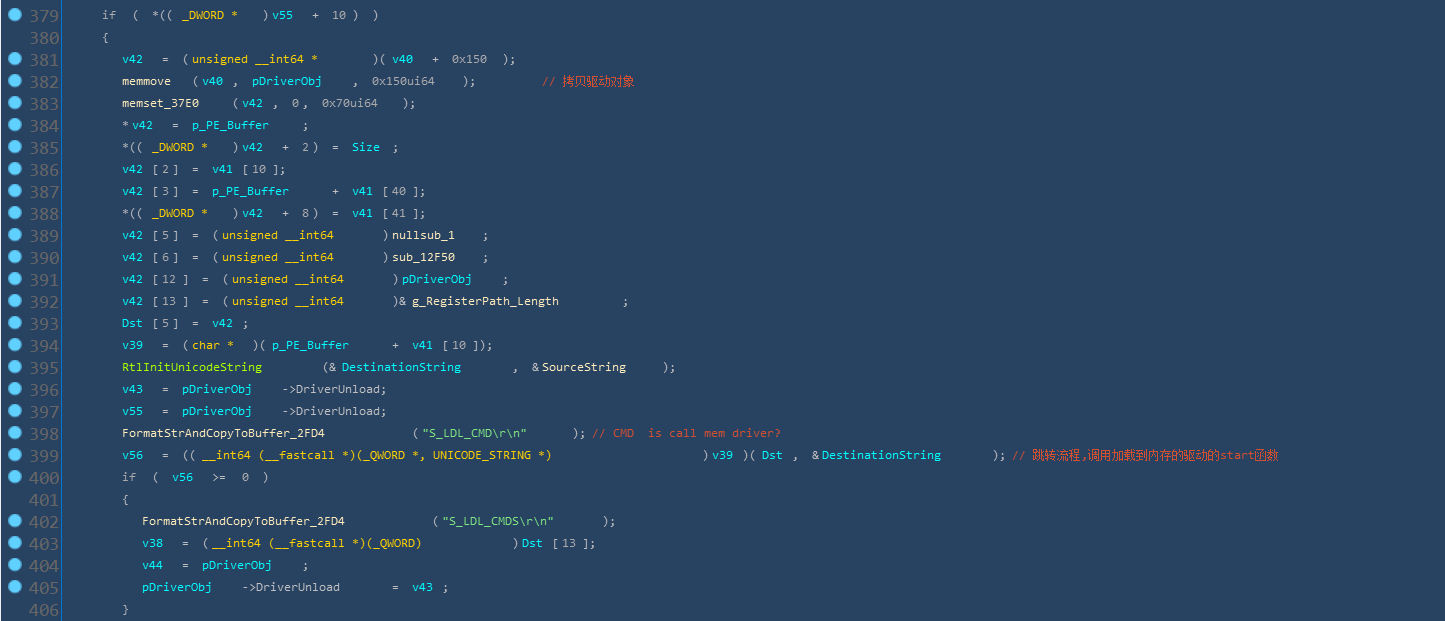 379 if ( *(( _DWORD * )v55 + 10 ) )
380 {
381 v42 = (unsigned __int64 * )( v40 + 0x150 );
382 memmove (v40 , pDriverObj , 0x150ui64 ); // 拷贝驱动对象
383 memset_37E0 (v42 , 0, 0x70ui64 );
384 *v42 = p_PE_Buffer ;
385 *(( _DWORD * )v42 + 2) = Size ;
386 v42 [2] = v41 [10];
387 v42 [3] = p_PE_Buffer + v41 [40];
388 *(( _DWORD * )v42 + 8) = v41 [41];
389 v42 [5] = (unsigned __int64 )nullsub_1 ;
390 v42 [6] = (unsigned __int64 )sub_12F50 ;
391 v42 [12 ] = (unsigned __int64 )pDriverObj ;
392 v42 [13 ] = (unsigned __int64 )& g_RegisterPath_Length ;
393 Dst [5] = v42 ;
394 v39 = (char * )( p_PE_Buffer + v41 [10 ]);
395 RtlInitUnicodeString (& DestinationString , &SourceString );
396 v43 = pDriverObj ->DriverUnload;
397 v55 = pDriverObj ->DriverUnload;
398 FormatStrAndCopyToBuffer_2FD4 ("S_LDL_CMD\r\n" ); // CMD is call mem driver?
399 v56 = (( __int64 (__fastcall *)(_QWORD *, UNICODE_STRING *) )v39 )( Dst , &DestinationString ); // 跳转流程,调用加载到内存的驱动的start函数
400 if ( v56 >= 0 )
401 {
402 FormatStrAndCopyToBuffer_2FD4 ("S_LDL_CMDS\r\n" );
403 v38 = (__int64 (__fastcall *)(_QWORD) )Dst [13 ];
404 v44 = pDriverObj ;
405 pDriverObj ->DriverUnload = v43 ;
406 }